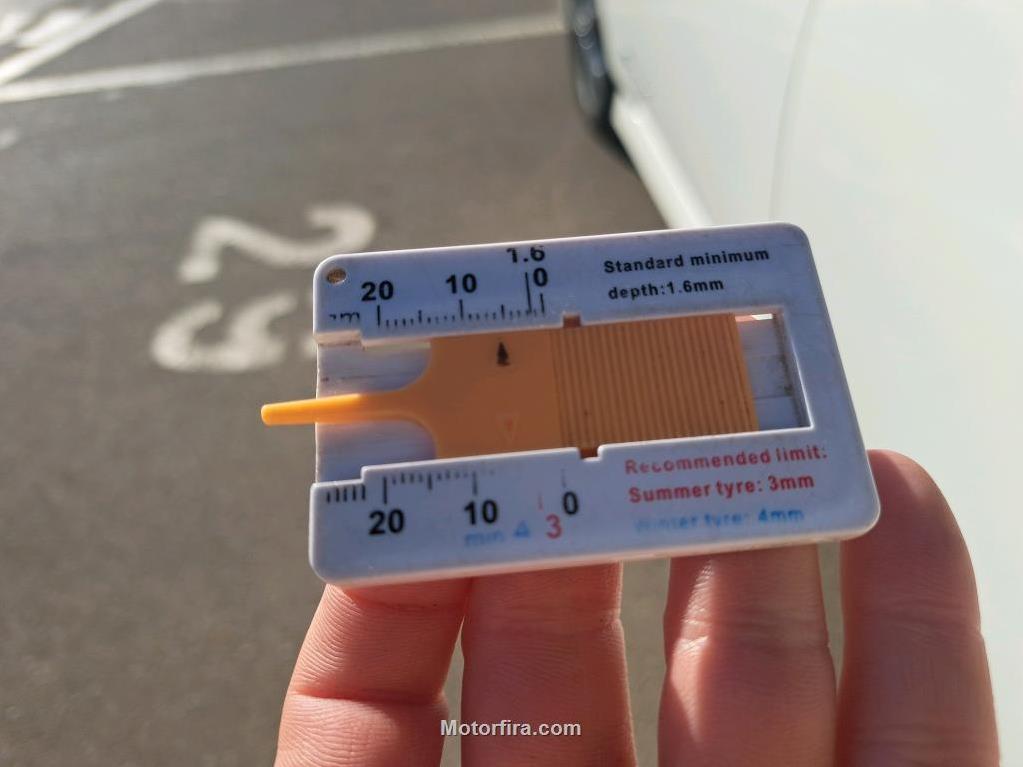 1.6
20 10 0
Standard minimum
depth:1.6mm
Recommended limit:
Summer tyre: 3mm
Winter tyre: 4mm
20 10 0
min 4 3
Motorfira.com